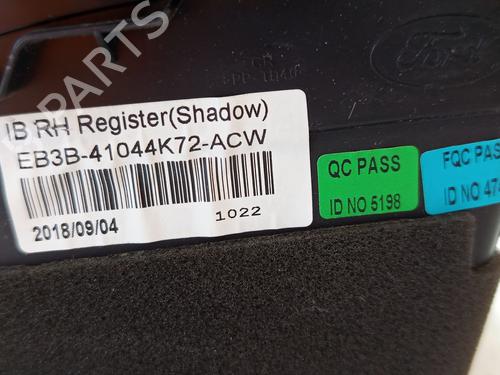 B-PARTS
Ford
IB RH Register(Shadow)
EB3B-41044K72-ACW
2018/09/04
1022
QC PASS
ID NO 5198
FQC PAS
ID NO 47